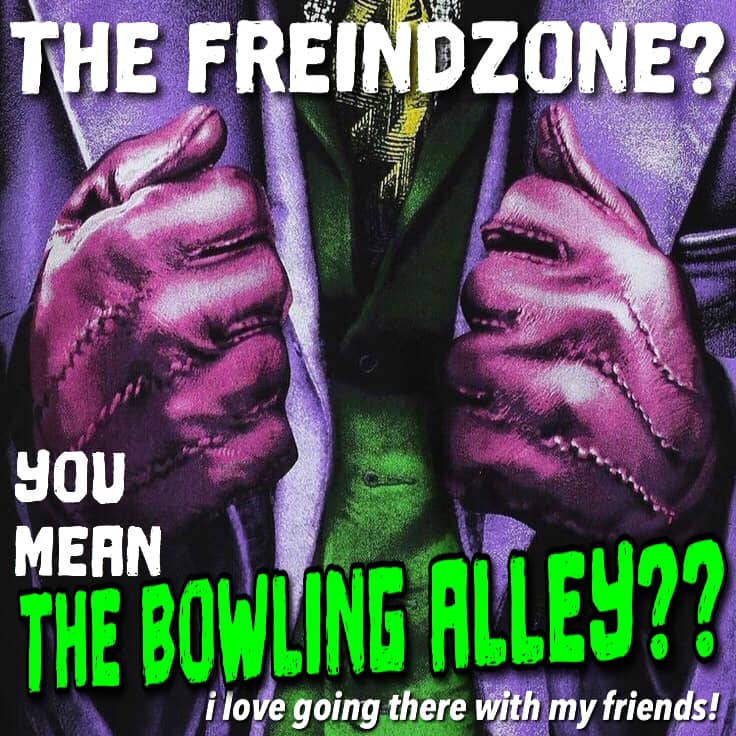 THE FREINDZONE?
YOU
MEAN
THE BOWLING ALLEY??
i love going there with my friends!